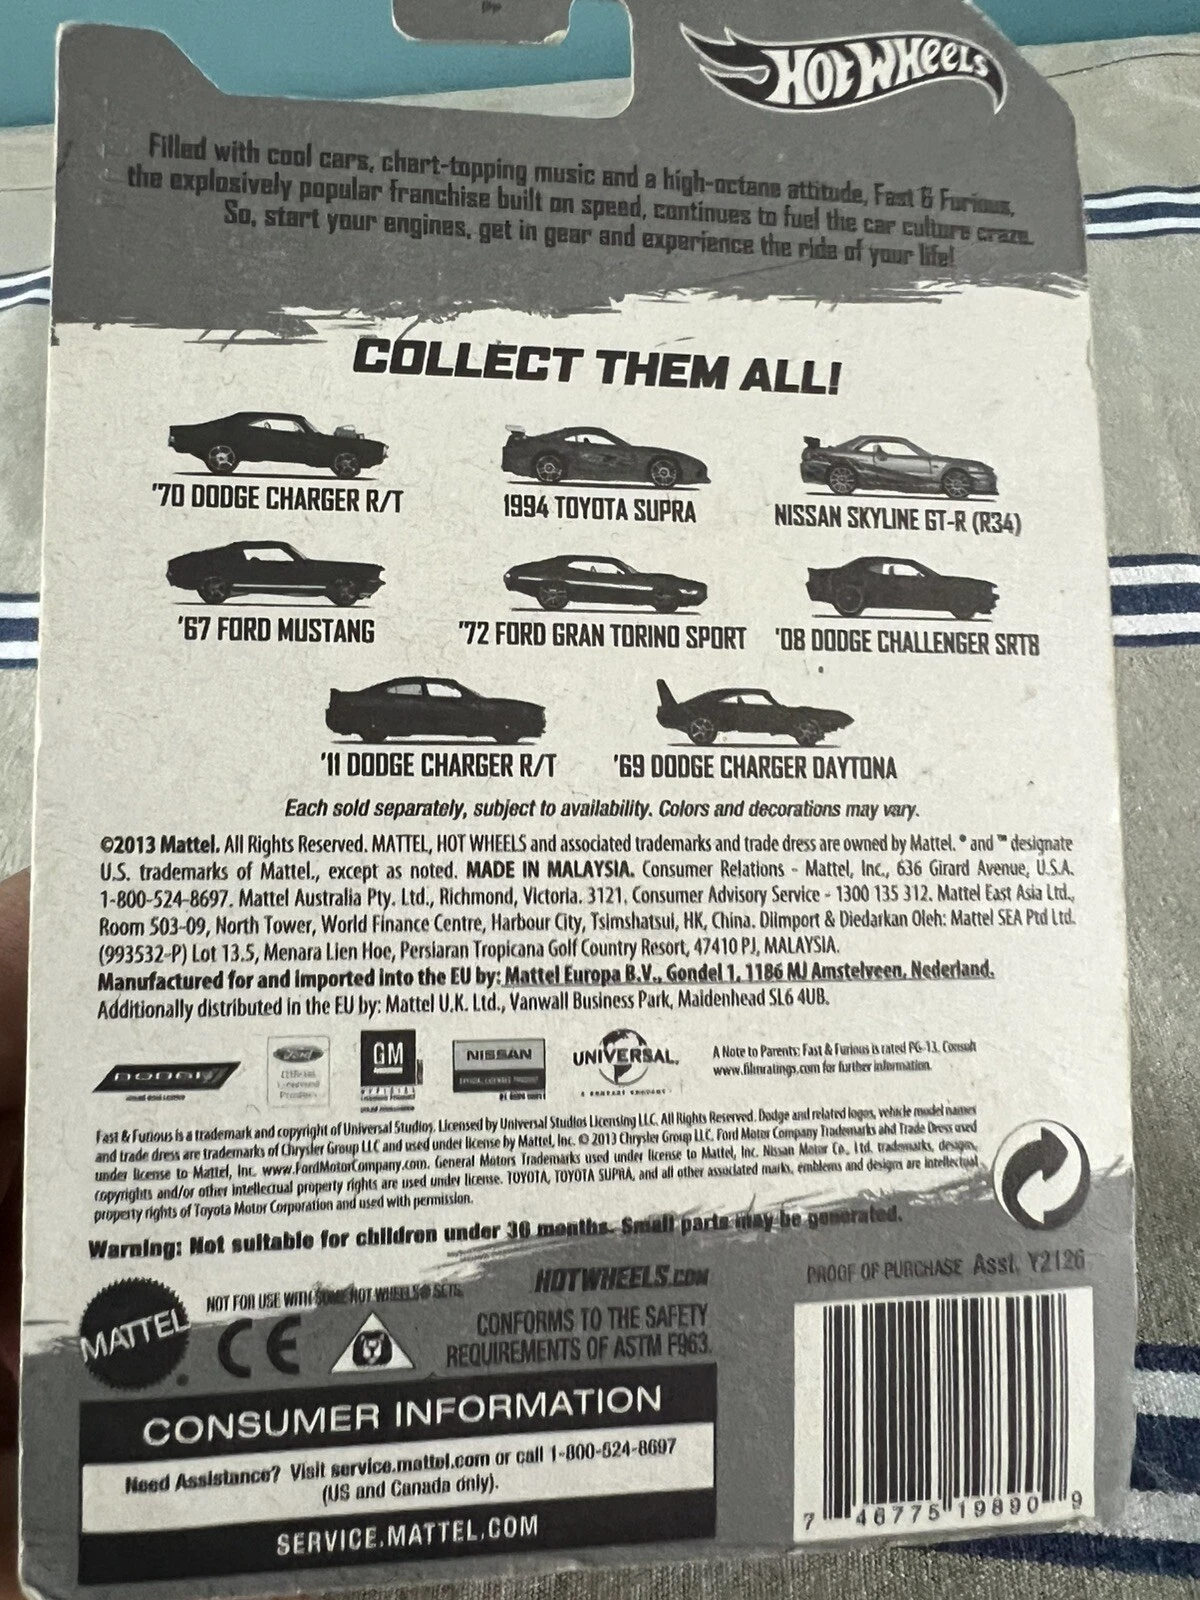 HOT WHEELS
Filled with cool cars, chart-topping music and a high-octane attitude, Fast & Furious,
the explosively popular franchise built on speed, continues to fuel the car culture craze.
So, start your engines, get in gear and experience the ride of your life!
COLLECT THEM ALL!
'70 DODGE CHARGER R/T
1994 TOYOTA SUPRA
NISSAN SKYLINE GT-R (R34)
'67 FORD MUSTANG
'72 FORD GRAN TORINO SPORT
'08 DODGE CHALLENGER SRT8
'11 DODGE CHARGER R/T
'69 DODGE CHARGER DAYTONA
Each sold separately, subject to availability. Colors and decorations may vary.
©2013 Mattel. All Rights Reserved. MATTEL, HOT WHEELS and associated trademarks and trade dress are owned by Mattel. ® and ™ designate
U.S. trademarks of Mattel., except as noted. MADE IN MALAYSIA. Consumer Relations - Mattel, Inc., 636 Girard Avenue, U.S.A.
1-800-524-8697. Mattel Australia Pty. Ltd., Richmond, Victoria. 3121. Consumer Advisory Service - 1300 135 312. Mattel East Asia Ltd.,
Room 503-09, North Tower, World Finance Centre, Harbour City, Tsimshatsui, HK, China. Diimport & Diedarkan Oleh: Mattel SEA Ptd Ltd.
(993532-P) Lot 13.5, Menara Lien Hoe, Persiaran Tropicana Golf Country Resort, 47410 PJ, MALAYSIA.
Manufactured for and imported into the EU by: Mattel Europa B.V., Gondel 1, 1186 MJ Amstelveen, Nederland.
Additionally distributed in the EU by: Mattel U.K. Ltd., Vanwall Business Park, Maidenhead SL6 4UB.
DODGE
Ford
GM
NISSAN
UNIVERSAL
A Note to Parents: Fast & Furious is rated PG-13. Consult
www.filmratings.com for further information.
Fast & Furious is a trademark and copyright of Universal Studios. Licensed by Universal Studios Licensing LLC. All Rights Reserved. Dodge and related logos, vehicle model names
and trade dress are trademarks of Chrysler Group LLC and used under license by Mattel, Inc. © 2013 Chrysler Group LLC. Ford Motor Company Trademarks and Trade Dress used
under license to Mattel, Inc. www.FordMotorCompany.com. General Motors Trademarks used under license to Mattel, Inc. Nissan Motor Co., Ltd. trademarks, designs,
copyrights and/or other intellectual property rights are used under license. TOYOTA, TOYOTA SUPRA, and all other associated marks, emblems and designs are intellectual
property rights of Toyota Motor Corporation and used with permission.
Warning: Not suitable for children under 36 months. Small parts may be generated.
MATTEL
NOT FOR USE WITH SOME HOT WHEELS® SETS.
CE
HOTWHEELS.COM
CONFORMS TO THE SAFETY
REQUIREMENTS OF ASTM F963.
PROOF OF PURCHASE Asst. Y2126
CONSUMER INFORMATION
Need Assistance? Visit service.mattel.com or call 1-800-524-8697
(US and Canada only).
SERVICE.MATTEL.COM
7 46775 19890 9